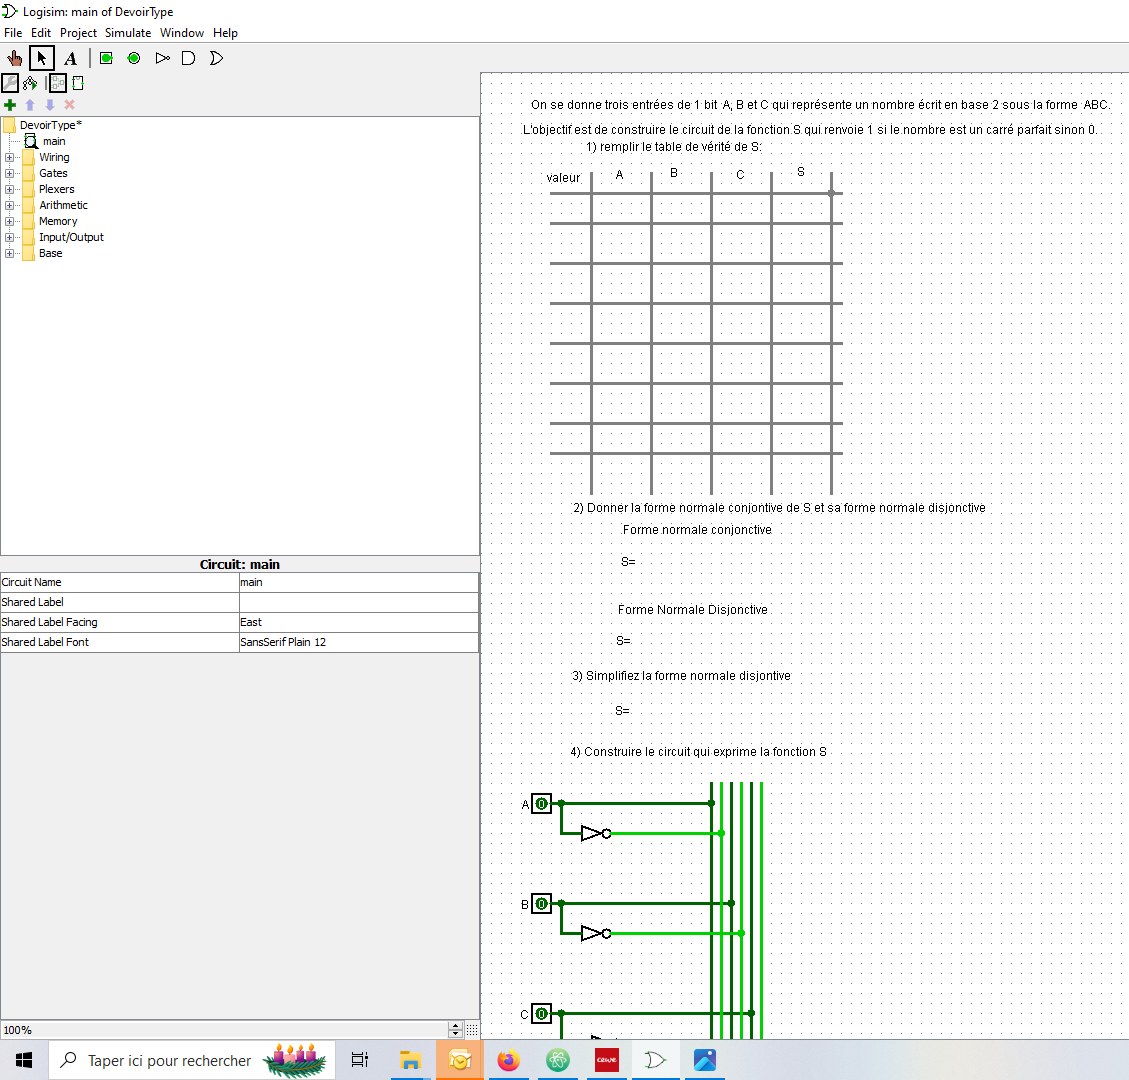 Logisim: main of DevoirType
File Edit Project Simulate Window Help
A
DevoirType*
main
Wiring
Gates
Plexers
Arithmetic
Memory
Input/Output
Base
Circuit: main
Circuit Name main
Shared Label
Shared Label Facing East
Shared Label Font SansSerif Plain 12
100%
On se donne trois entrées de 1 bit A, B et C qui représente un nombre écrit en base 2 sous la forme ABC.
L'objectif est de construire le circuit de la fonction S qui renvoie 1 si le nombre est un carré parfait sinon 0.
1) remplir le table de vérité de S:
valeur A B C S
2) Donner la forme normale conjontive de S et sa forme normale disjonctive
Forme normale conjonctive
S=
Forme Normale Disjonctive
S=
3) Simplifiez la forme normale disjontive
S=
4) Construire le circuit qui exprime la fonction S
A 0
B 0
C 0
Taper ici pour rechercher
CEWE